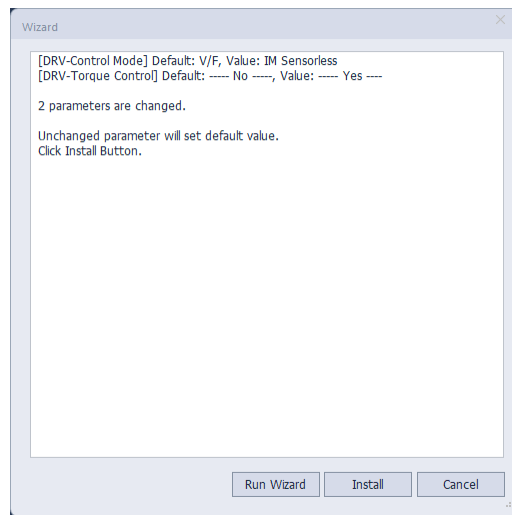 Wizard
[DRV-Control Mode] Default: V/F, Value: IM Sensorless
[DRV-Torque Control] Default: ----- No -----, Value: ----- Yes ----
2 parameters are changed.
Unchanged parameter will set default value.
Click Install Button.
Run Wizard
Install
Cancel